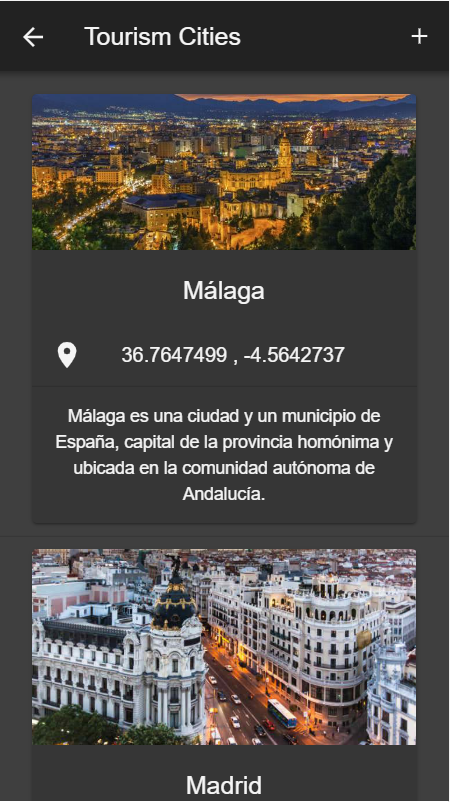 Tourism Cities
Málaga
36.7647499 , -4.5642737
Málaga es una ciudad y un municipio de
España, capital de la provincia homónima y
ubicada en la comunidad autónoma de
Andalucía.
Madrid